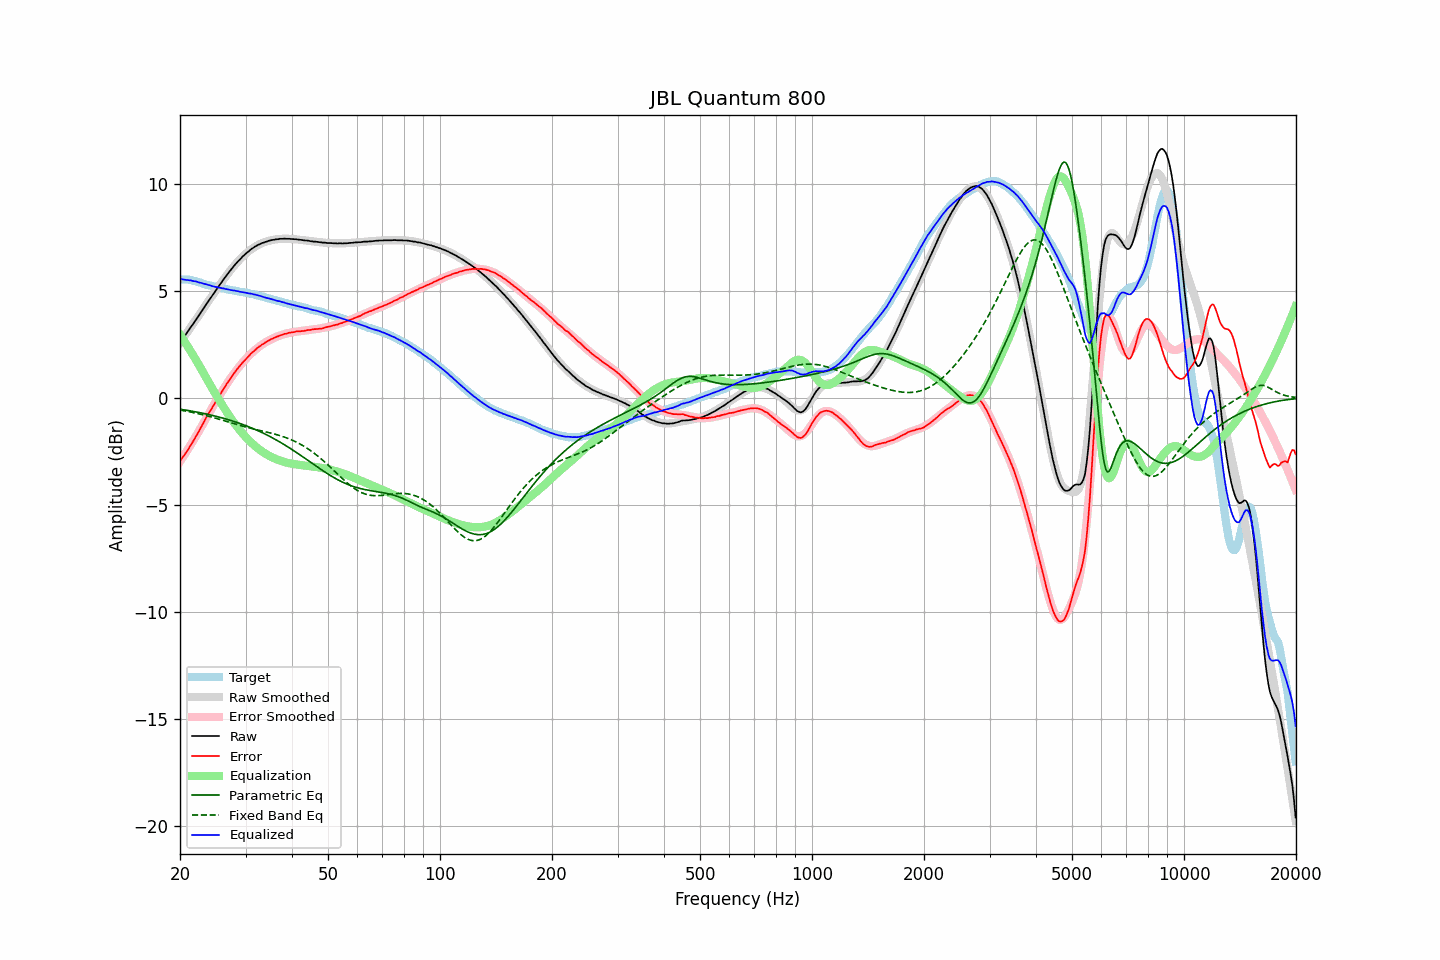 JBL Quantum 800
Amplitude (dBr)
10
5
0
−5
−10
−15
−20
Target
Raw Smoothed
Error Smoothed
Raw
Error
Equalization
Parametric Eq
Fixed Band Eq
Equalized
20 50 100 200 500 1000 2000 5000 10000 20000
Frequency (Hz)